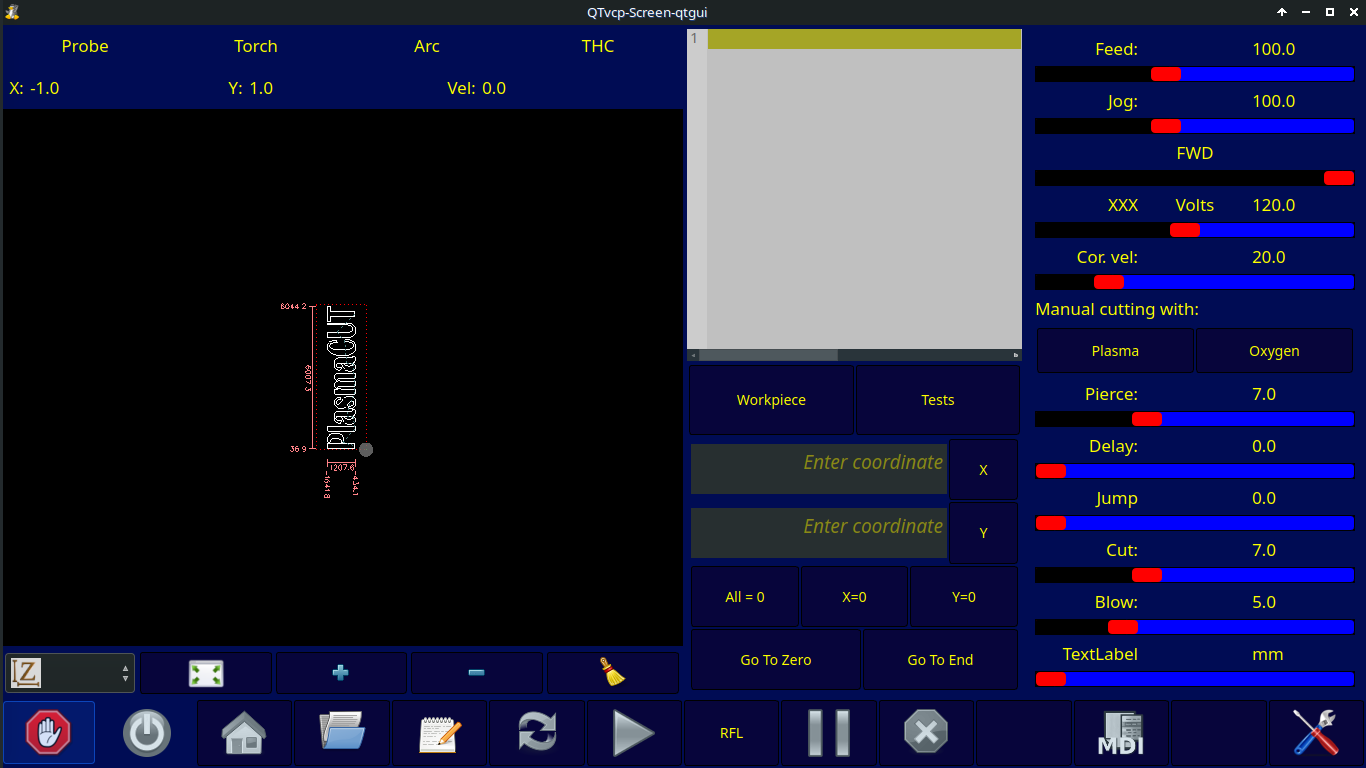 QTvcp-Screen-qtgui
Probe Torch Arc THC
X: -1.0 Y: 1.0 Vel: 0.0
6044.2
6007.3
36.9
PlasmaCUT
1207.6
-1641.8
-434.1
1
Workpiece Tests
Enter coordinate X
Enter coordinate Y
All = 0 X=0 Y=0
Go To Zero Go To End
Feed: 100.0
Jog: 100.0
FWD
XXX Volts 120.0
Cor. vel: 20.0
Manual cutting with:
Plasma Oxygen
Pierce: 7.0
Delay: 0.0
Jump 0.0
Cut: 7.0
Blow: 5.0
TextLabel mm
Z
RFL
MDI